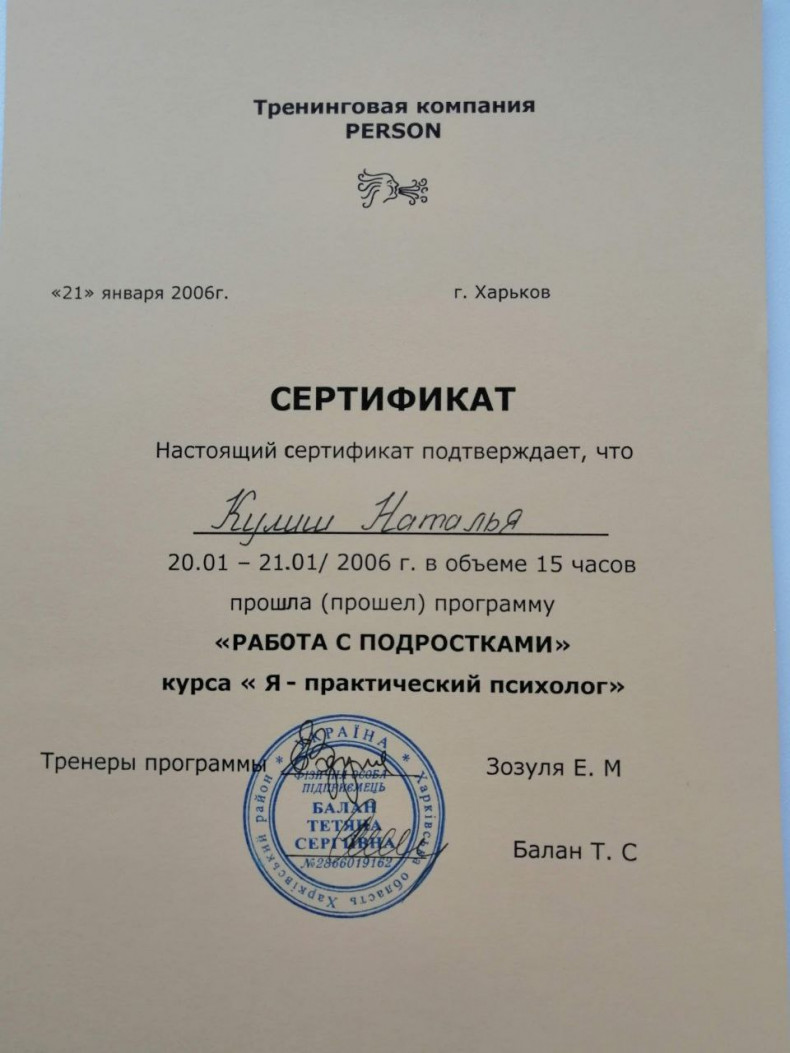 Тренинговая компания
PERSON
«21» января 2006г.
г. Харьков
СЕРТИФИКАТ
Настоящий сертификат подтверждает, что
Кулиш Наталья
20.01 – 21.01/ 2006 г. в объеме 15 часов
прошла (прошел) программу
«РАБОТА С ПОДРОСТКАМИ»
курса « Я - практический психолог»
Тренеры программы
Зозуля Е. М
Балан Т. С
* УКРАЇНА * Харківська область Харківський район
ФІЗИЧНА ОСОБА
ПІДПРИЄМЕЦЬ
БАЛАН
ТЕТЯНА
СЕРГІЇВНА
№2866019162